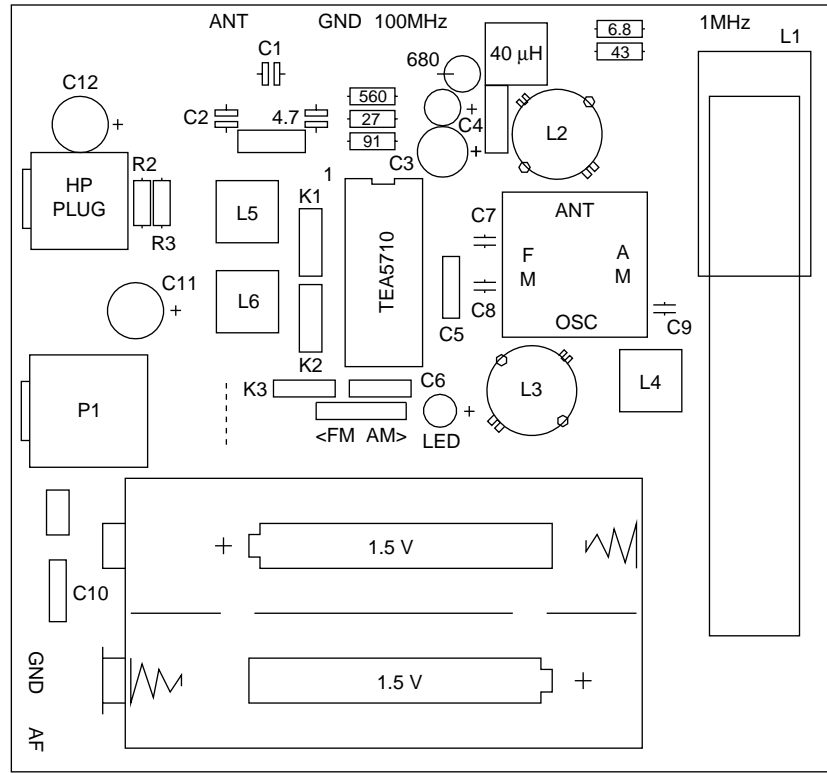 ANT GND 100MHz 6.8 1MHz
43
L1
C1
680
40 μH
C12
560
C2 4.7 27 C4 L2
91
C3
R2
HP
PLUG
1
K1
L5
ANT
C7
R3
F
M
A
M
TEA5710
C11
L6
C8
C5
OSC
C9
K2
K3
C6
L3
L4
P1
<FM AM>
LED
+ 1.5 V
C10
GND
1.5 V +
AF